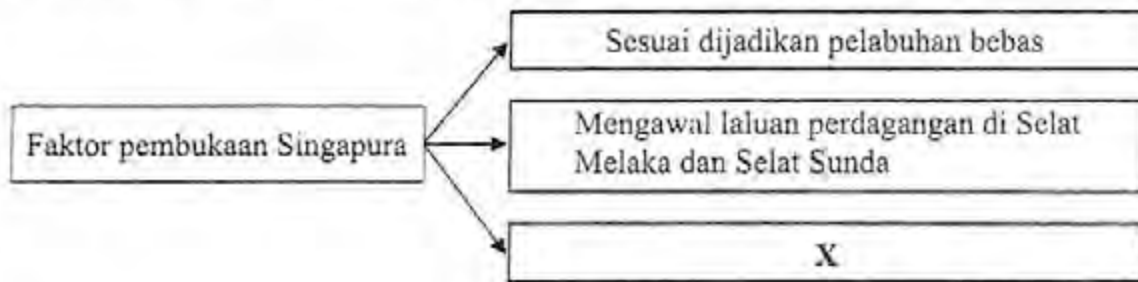 Sesuai dijadikan pelabuhan bebas
Faktor pembukaan Singapura
Mengawal laluan perdagangan di Selat
Melaka dan Selat Sunda
X